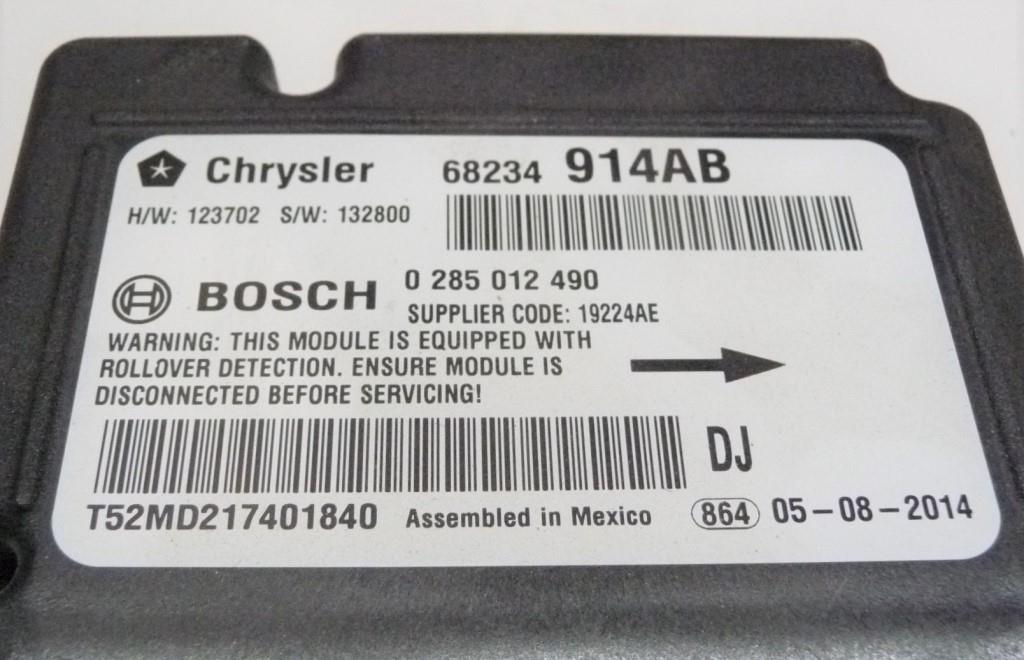 Chrysler 68234 914AB
H/W: 123702 S/W: 132800
BOSCH 0 285 012 490
SUPPLIER CODE: 19224AE
WARNING: THIS MODULE IS EQUIPPED WITH
ROLLOVER DETECTION. ENSURE MODULE IS
DISCONNECTED BEFORE SERVICING!
DJ
T52MD217401840 Assembled in Mexico 864 05-08-2014